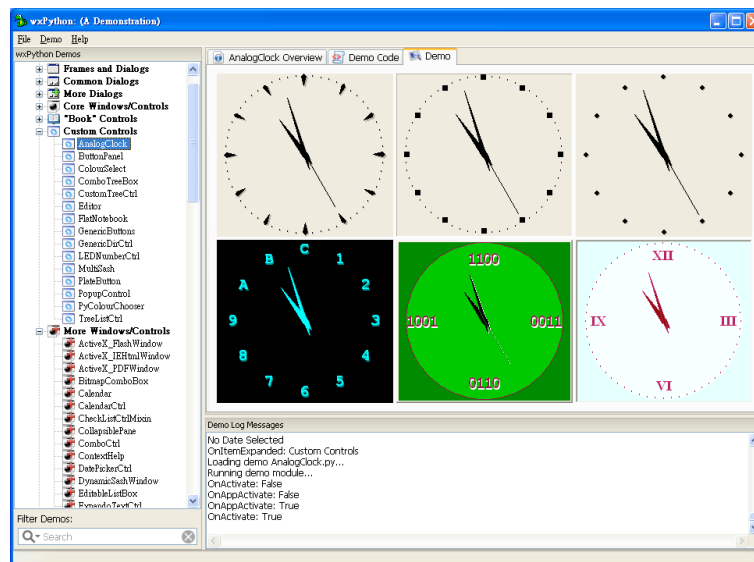 wxPython: (A Demonstration)
File Demo Help
wxPython Demos
Frames and Dialogs
Common Dialogs
More Dialogs
Core Windows/Controls
"Book" Controls
Custom Controls
AnalogClock
ButtonPanel
ColourSelect
ComboTreeBox
CustomTreeCtrl
Editor
FlatNotebook
GenericButtons
GenericDirCtrl
LEDNumberCtrl
MultiSash
PlateButton
PopupControl
PyColourChooser
TreeListCtrl
More Windows/Controls
ActiveX_FlashWindow
ActiveX_IEHtmlWindow
ActiveX_PDFWindow
BitmapComboBox
Calendar
CalendarCtrl
CheckListCtrlMixin
CollapsiblePane
ComboCtrl
ContextHelp
DatePickerCtrl
DynamicSashWindow
EditableListBox
ExpandoTextCtrl
Filter Demos:
Search
AnalogClock Overview Demo Code Demo
C
B 1
A 2
9 3
8 4
7 5
6
1100
1001 0011
0110
XII
IX III
VI
Demo Log Messages
No Date Selected
OnItemExpanded: Custom Controls
Loading demo AnalogClock.py...
Running demo module...
OnActivate: False
OnAppActivate: False
OnAppActivate: True
OnActivate: True